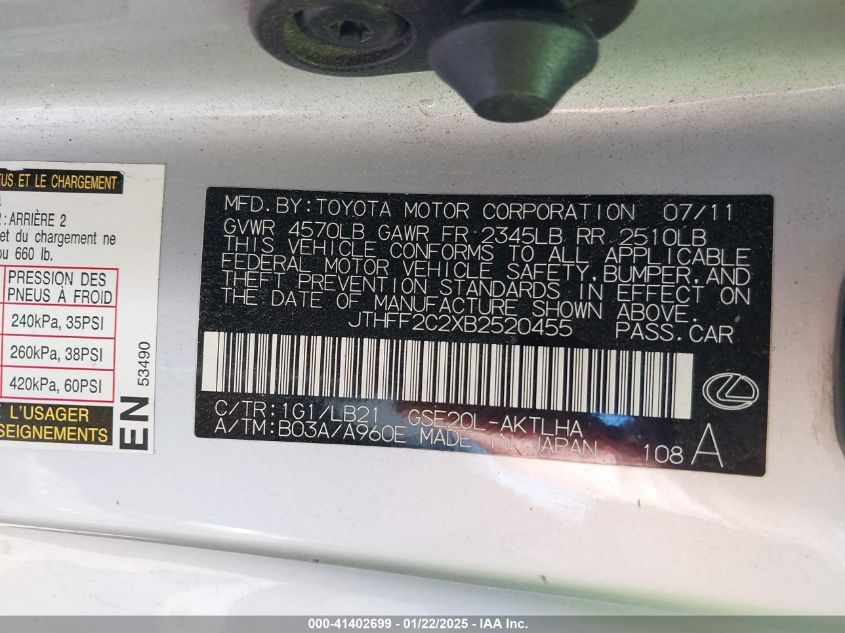 EUS ET LE CHARGEMENT
2:ARRIÈRE 2
et du chargement ne
ou 660 lb.
PRESSION DES
PNEUS À FROID
240kPa, 35PSI
260kPa, 38PSI
420kPa, 60PSI
L'USAGER
NSEIGNEMENTS
EN
53490
MFD.BY:TOYOTA MOTOR CORPORATION 07/11
GVWR 4570LB GAWR FR 2345LB RR 2510LB
THIS VEHICLE CONFORMS TO ALL APPLICABLE
FEDERAL MOTOR VEHICLE SAFETY,BUMPER,AND
THEFT PREVENTION STANDARDS IN EFFECT ON
THE DATE OF MANUFACTURE SHOWN ABOVE.
JTHFF2C2XB2520455 PASS.CAR
C/TR:1G1/LB21 GSE20L-AKTLHA
A/TM:B03A/A960E MADE IN JAPAN 108 A
000-41402699 - 01/22/2025 - IAA Inc.